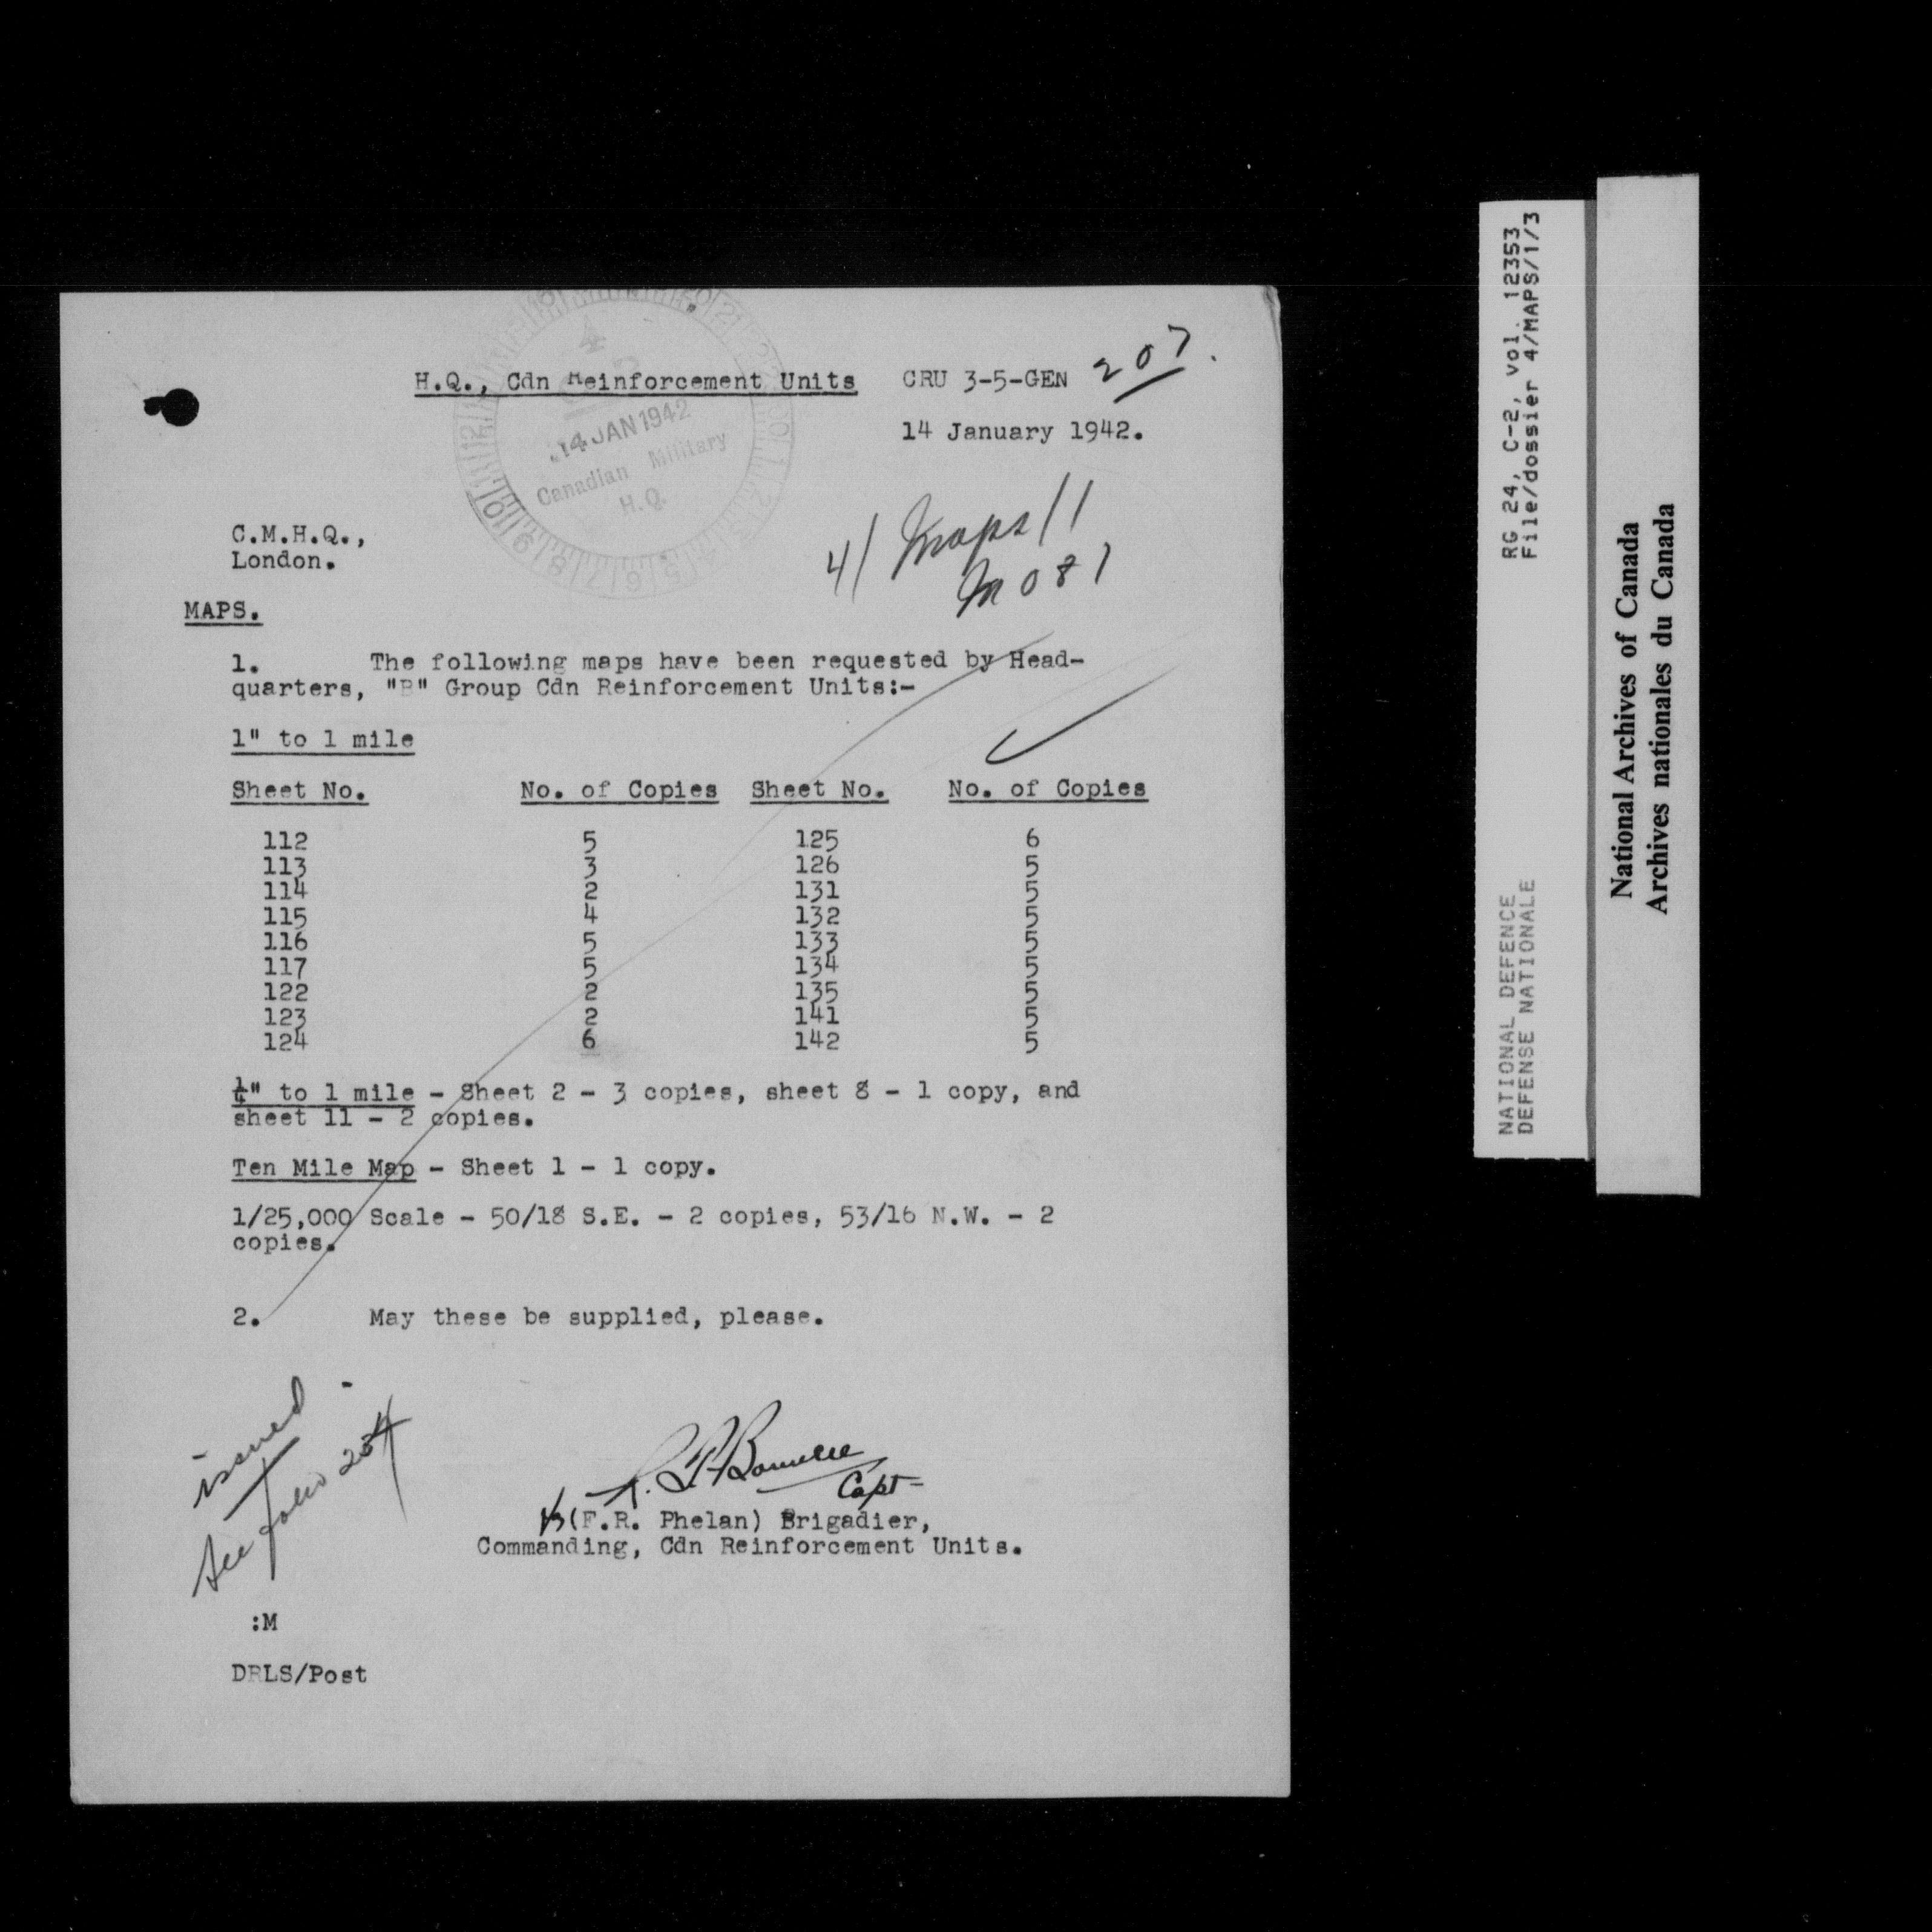 H.Q., Cdn Reinforcement Units CRU 3-5-GEN 207.
14 JAN 1942
Canadian Military
H.Q.
14 January 1942.
C.M.H.Q.,
London.
4/ Maps/1
MAPS.
1. The following maps have been requested by Head-
quarters, "B" Group Cdn Reinforcement Units:-
1" to 1 mile
Sheet No. No. of Copies Sheet No. No. of Copies
112 5 125 6
113 3 126 5
114 2 131 5
115 4 132 5
116 5 133 5
117 5 134 5
122 2 135 5
123 2 141 5
124 6 142 5
¼" to 1 mile - Sheet 2 - 3 copies, sheet 8 - 1 copy, and
sheet 11 - 2 copies.
Ten Mile Map - Sheet 1 - 1 copy.
1/25,000 Scale - 50/18 S.E. - 2 copies, 53/16 N.W. - 2
copies.
2. May these be supplied, please.
issued
See folio 234
Capt
(F.R. Phelan) Brigadier,
Commanding, Cdn Reinforcement Units.
:M
DRLS/Post
RG 24, C-2, vol. 12353
File/dossier 4/MAPS/1/3
NATIONAL DEFENCE
DEFENSE NATIONALE
National Archives of Canada
Archives nationales du Canada